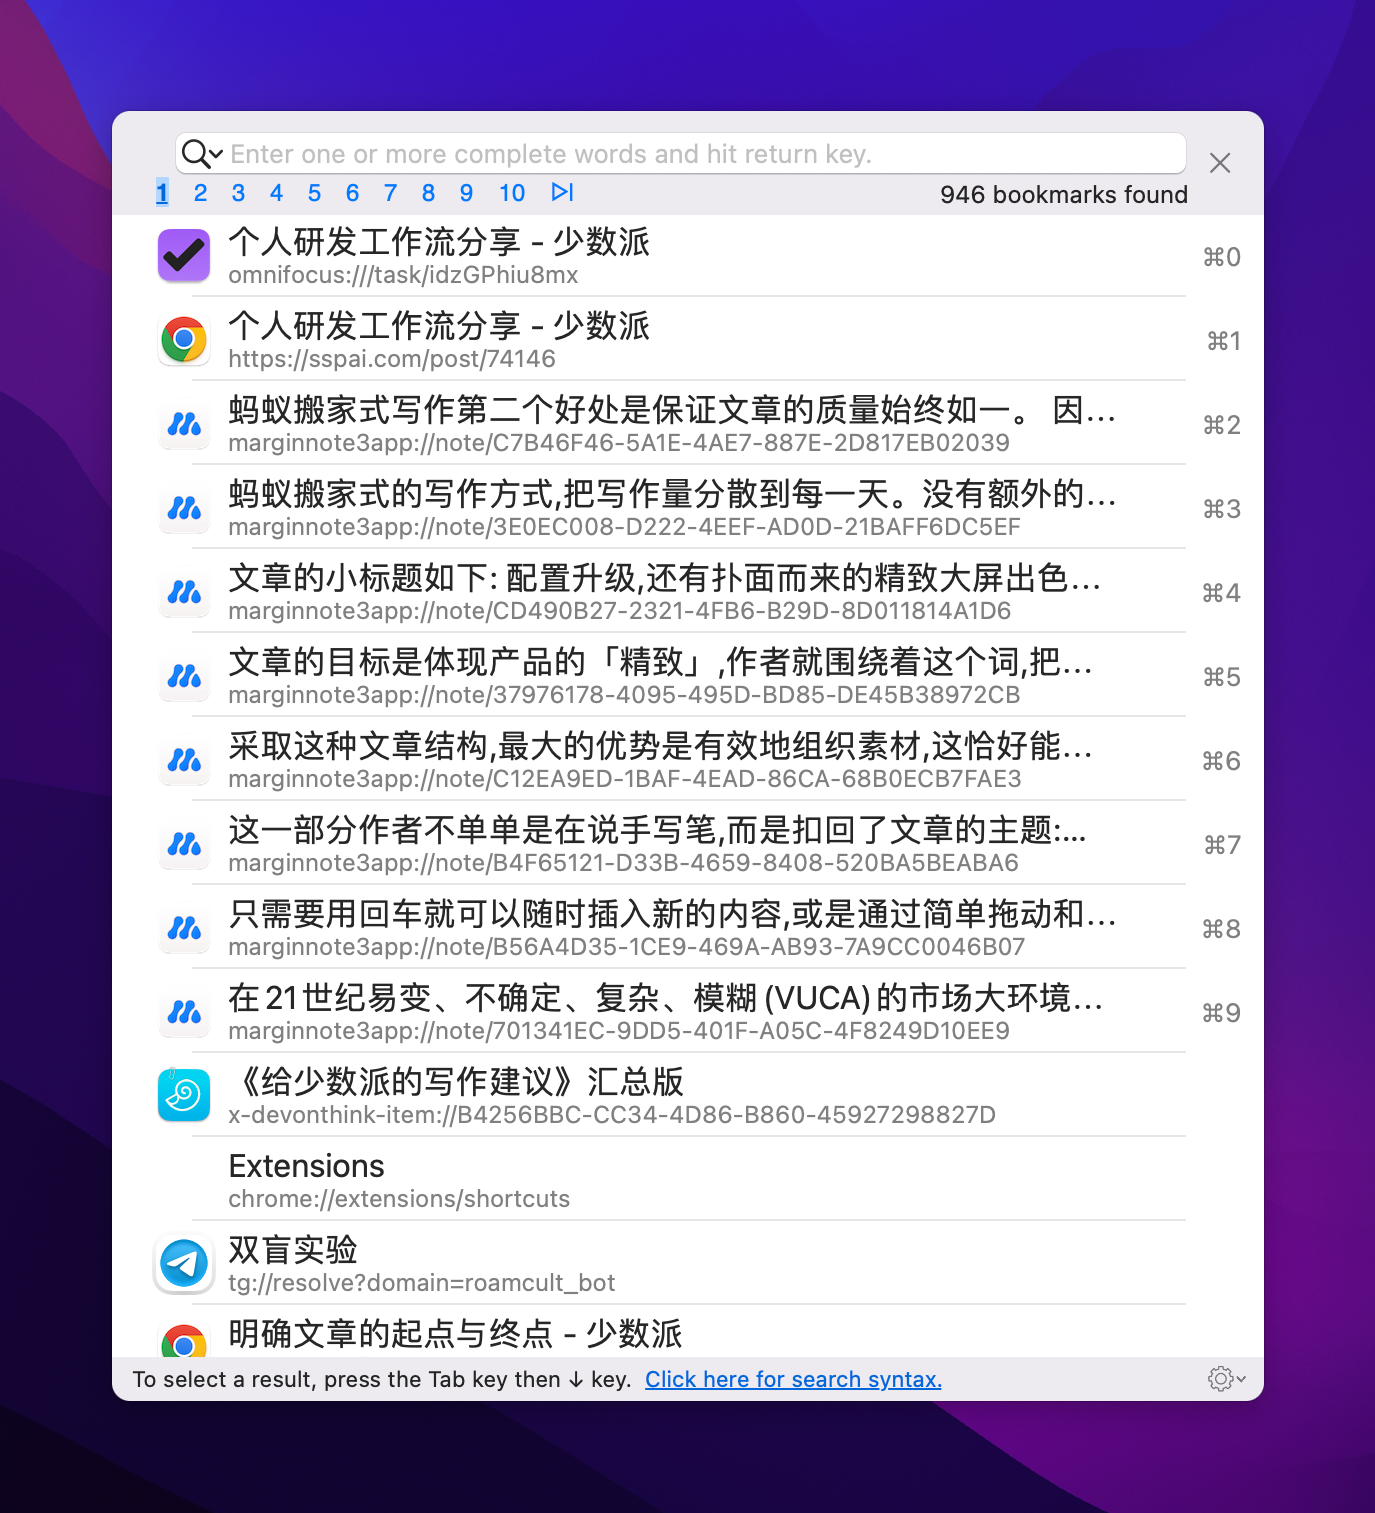 Enter one or more complete words and hit return key.
1 2 3 4 5 6 7 8 9 10
946 bookmarks found
个人研发工作流分享 - 少数派
omnifocus:///task/idzGPhiu8mx
⌘0
个人研发工作流分享 - 少数派
https://sspai.com/post/74146
⌘1
蚂蚁搬家式写作第二个好处是保证文章的质量始终如一。 因…
marginnote3app://note/C7B46F46-5A1E-4AE7-887E-2D817EB02039
⌘2
蚂蚁搬家式的写作方式,把写作量分散到每一天。没有额外的…
marginnote3app://note/3E0EC008-D222-4EEF-AD0D-21BAFF6DC5EF
⌘3
文章的小标题如下: 配置升级,还有扑面而来的精致大屏出色…
marginnote3app://note/CD490B27-2321-4FB6-B29D-8D011814A1D6
⌘4
文章的目标是体现产品的「精致」,作者就围绕着这个词,把…
marginnote3app://note/37976178-4095-495D-BD85-DE45B38972CB
⌘5
采取这种文章结构,最大的优势是有效地组织素材,这恰好能…
marginnote3app://note/C12EA9ED-1BAF-4EAD-86CA-68B0ECB7FAE3
⌘6
这一部分作者不单单是在说手写笔,而是扣回了文章的主题:…
marginnote3app://note/B4F65121-D33B-4659-8408-520BA5BEABA6
⌘7
只需要用回车就可以随时插入新的内容,或是通过简单拖动和…
marginnote3app://note/B56A4D35-1CE9-469A-AB93-7A9CC0046B07
⌘8
在21世纪易变、不确定、复杂、模糊(VUCA)的市场大环境…
marginnote3app://note/701341EC-9DD5-401F-A05C-4F8249D10EE9
⌘9
《给少数派的写作建议》汇总版
x-devonthink-item://B4256BBC-CC34-4D86-B860-45927298827D
Extensions
chrome://extensions/shortcuts
双盲实验
tg://resolve?domain=roamcult_bot
明确文章的起点与终点 - 少数派
To select a result, press the Tab key then ↓ key. Click here for search syntax.